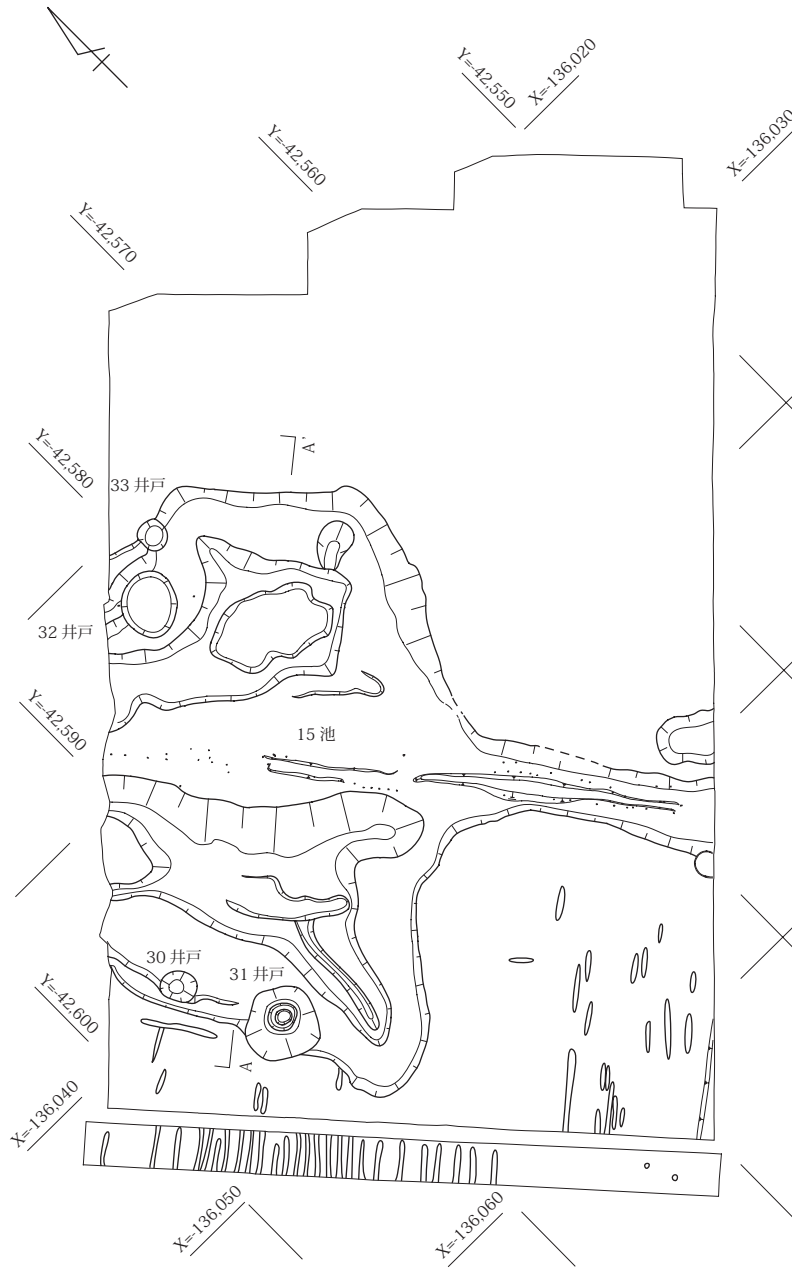 Y=-42,550
X=-136,020
X=-136,030
Y=-42,560
Y=-42,570
A'
Y=-42,580
33 井戸
32 井戸
Y=-42,590
15 池
30 井戸
31 井戸
Y=-42,600
A
X=-136,040
X=-136,050
X=-136,060